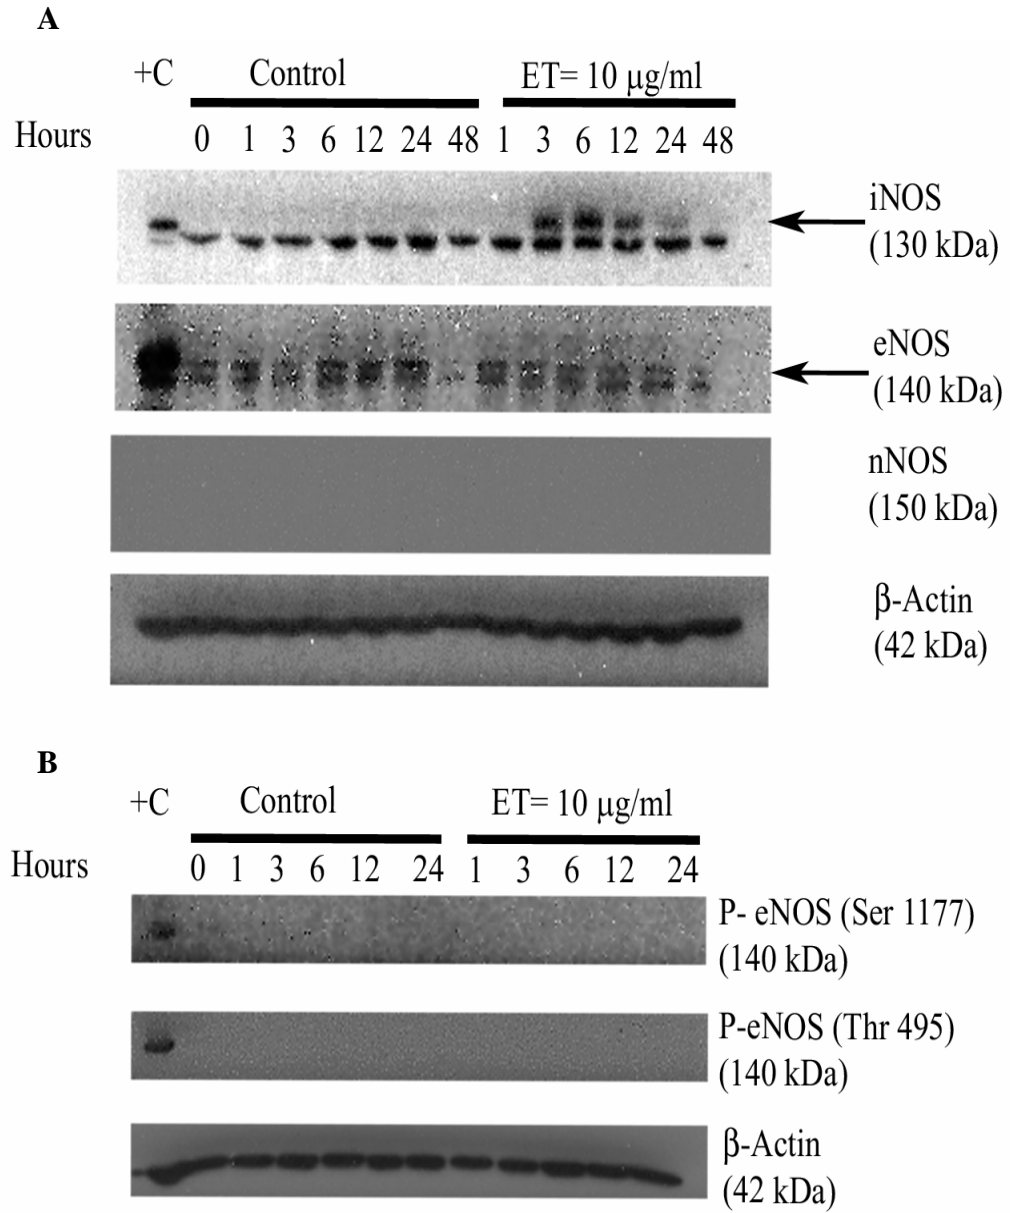 A
+C Control ET= 10 μg/ml
Hours 0 1 3 6 12 24 48 1 3 6 12 24 48
iNOS
(130 kDa)
eNOS
(140 kDa)
nNOS
(150 kDa)
β-Actin
(42 kDa)
B
+C Control ET= 10 μg/ml
Hours 0 1 3 6 12 24 1 3 6 12 24
P- eNOS (Ser 1177)
(140 kDa)
P-eNOS (Thr 495)
(140 kDa)
β-Actin
(42 kDa)